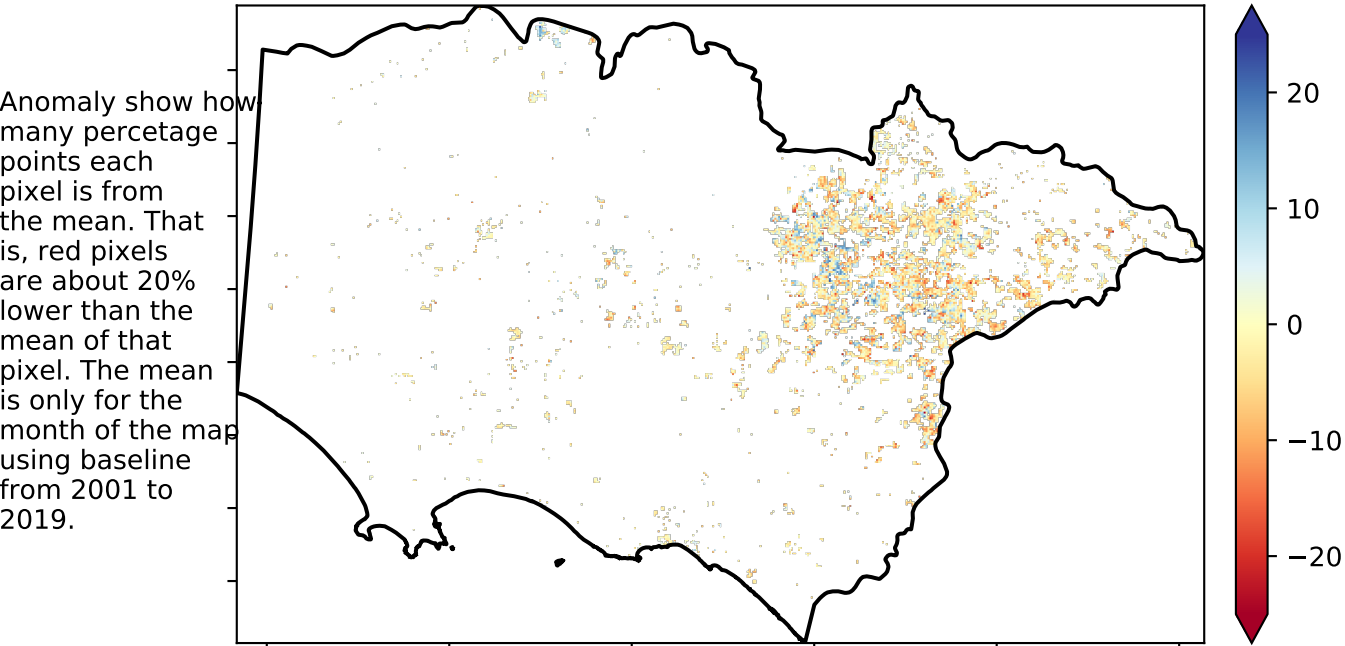 Anomaly show how
many percetage
points each
pixel is from
the mean. That
is, red pixels
are about 20%
lower than the
mean of that
pixel. The mean
is only for the
month of the map
using baseline
from 2001 to
2019.
20
10
0
−10
−20